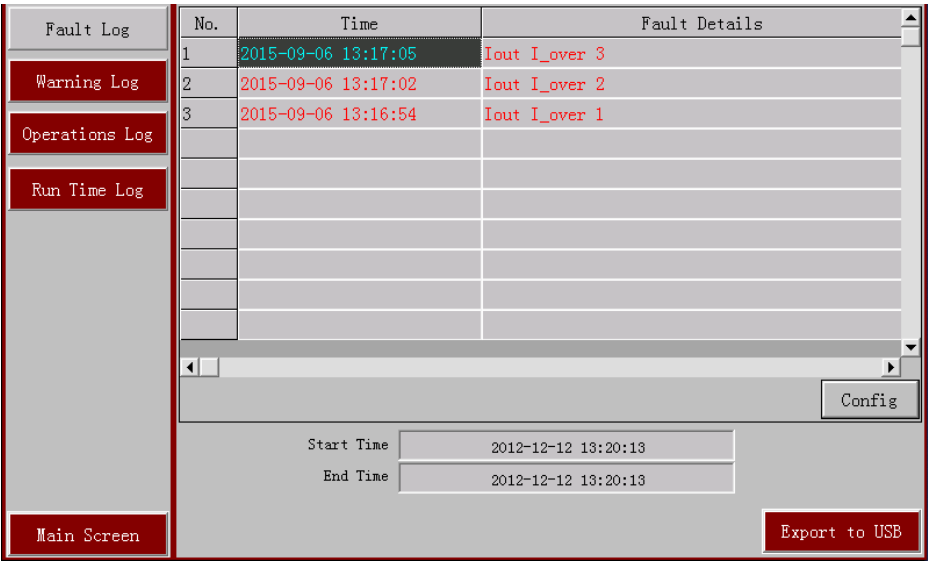 Fault Log
Warning Log
Operations Log
Run Time Log
Main Screen
No. Time Fault Details
1 2015-09-06 13:17:05 Iout I_over 3
2 2015-09-06 13:17:02 Iout I_over 2
3 2015-09-06 13:16:54 Iout I_over 1
Config
Start Time 2012-12-12 13:20:13
End Time 2012-12-12 13:20:13
Export to USB